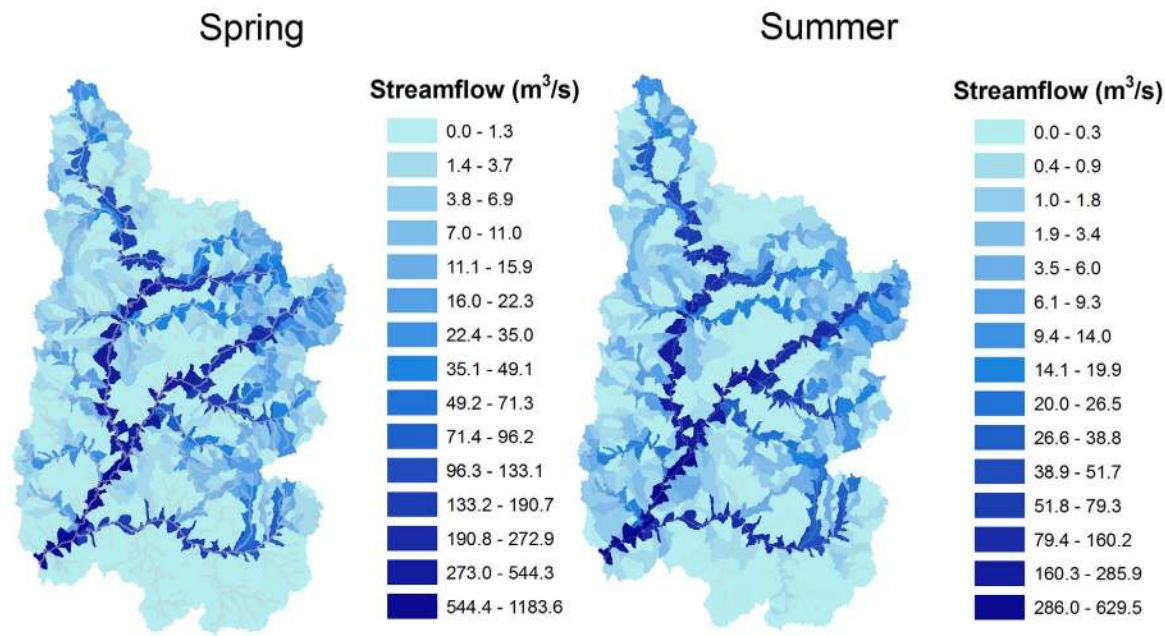 Spring
Streamflow (m³/s)
0.0 - 1.3
1.4 - 3.7
3.8 - 6.9
7.0 - 11.0
11.1 - 15.9
16.0 - 22.3
22.4 - 35.0
35.1 - 49.1
49.2 - 71.3
71.4 - 96.2
96.3 - 133.1
133.2 - 190.7
190.8 - 272.9
273.0 - 544.3
544.4 - 1183.6
Summer
Streamflow (m³/s)
0.0 - 0.3
0.4 - 0.9
1.0 - 1.8
1.9 - 3.4
3.5 - 6.0
6.1 - 9.3
9.4 - 14.0
14.1 - 19.9
20.0 - 26.5
26.6 - 38.8
38.9 - 51.7
51.8 - 79.3
79.4 - 160.2
160.3 - 285.9
286.0 - 629.5